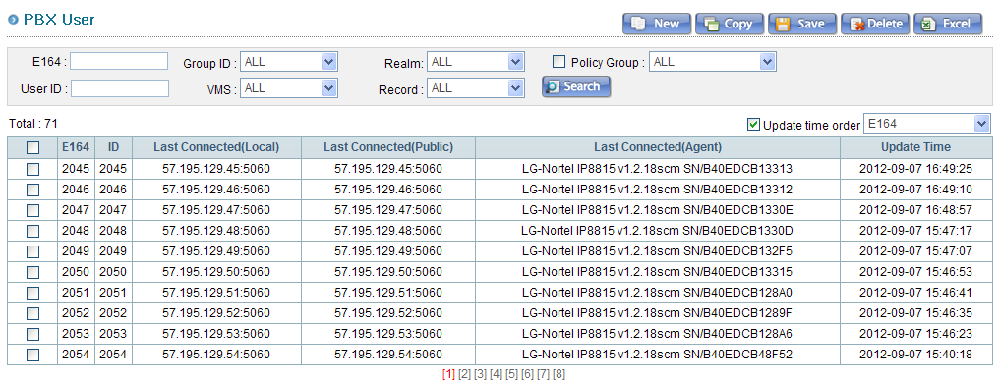 PBX User
New Copy Save Delete Excel
E164 : Group ID : ALL Realm: ALL Policy Group : ALL
User ID : VMS : ALL Record : ALL Search
Total : 71 Update time order E164
E164 ID Last Connected(Local) Last Connected(Public) Last Connected(Agent) Update Time
2045 2045 57.195.129.45:5060 57.195.129.45:5060 LG-Nortel IP8815 v1.2.18scm SN/B40EDCB13313 2012-09-07 16:49:25
2046 2046 57.195.129.46:5060 57.195.129.46:5060 LG-Nortel IP8815 v1.2.18scm SN/B40EDCB13312 2012-09-07 16:49:10
2047 2047 57.195.129.47:5060 57.195.129.47:5060 LG-Nortel IP8815 v1.2.18scm SN/B40EDCB1330E 2012-09-07 16:48:57
2048 2048 57.195.129.48:5060 57.195.129.48:5060 LG-Nortel IP8815 v1.2.18scm SN/B40EDCB1330D 2012-09-07 15:47:17
2049 2049 57.195.129.49:5060 57.195.129.49:5060 LG-Nortel IP8815 v1.2.18scm SN/B40EDCB132F5 2012-09-07 15:47:07
2050 2050 57.195.129.50:5060 57.195.129.50:5060 LG-Nortel IP8815 v1.2.18scm SN/B40EDCB13315 2012-09-07 15:46:53
2051 2051 57.195.129.51:5060 57.195.129.51:5060 LG-Nortel IP8815 v1.2.18scm SN/B40EDCB128A0 2012-09-07 15:46:41
2052 2052 57.195.129.52:5060 57.195.129.52:5060 LG-Nortel IP8815 v1.2.18scm SN/B40EDCB1289F 2012-09-07 15:46:35
2053 2053 57.195.129.53:5060 57.195.129.53:5060 LG-Nortel IP8815 v1.2.18scm SN/B40EDCB128A6 2012-09-07 15:46:23
2054 2054 57.195.129.54:5060 57.195.129.54:5060 LG-Nortel IP8815 v1.2.18scm SN/B40EDCB48F52 2012-09-07 15:40:18
[1] [2] [3] [4] [5] [6] [7] [8]